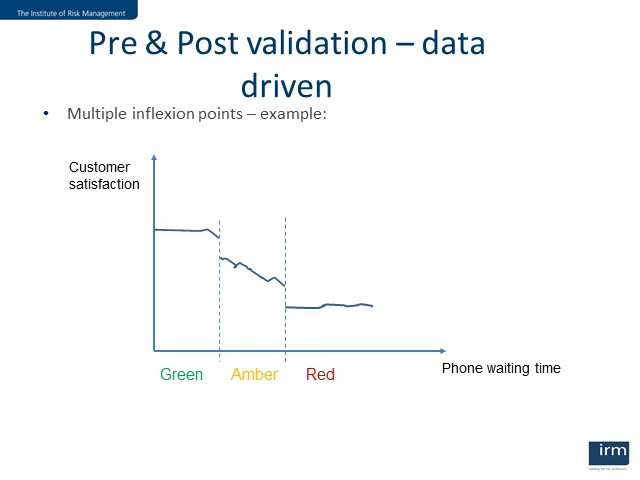 The Institute of Risk Management
Pre & Post validation – data
driven
• Multiple inflexion points – example:
Customer
satisfaction
Green Amber Red
Phone waiting time
irm